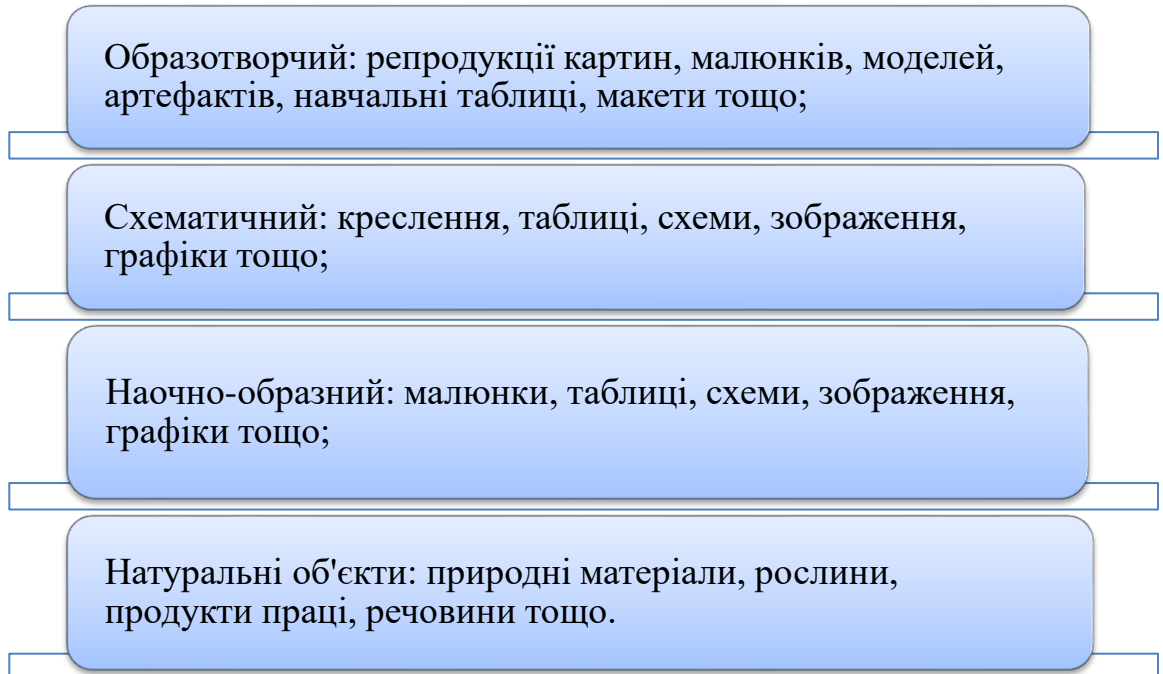 Образотворчий: репродукції картин, малюнків, моделей,
артефактів, навчальні таблиці, макети тощо;
Схематичний: креслення, таблиці, схеми, зображення,
графіки тощо;
Наочно-образний: малюнки, таблиці, схеми, зображення,
графіки тощо;
Натуральні об'єкти: природні матеріали, рослини,
продукти праці, речовини тощо.